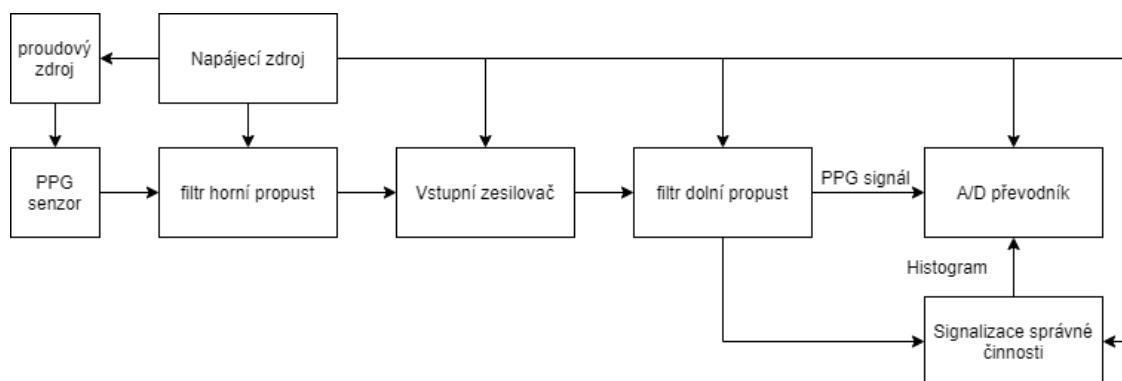 proudový
zdroj
Napájecí zdroj
PPG
senzor
filtr horní propust
Vstupní zesilovač
filtr dolní propust
PPG signál
A/D převodník
Histogram
Signalizace správné
činnosti